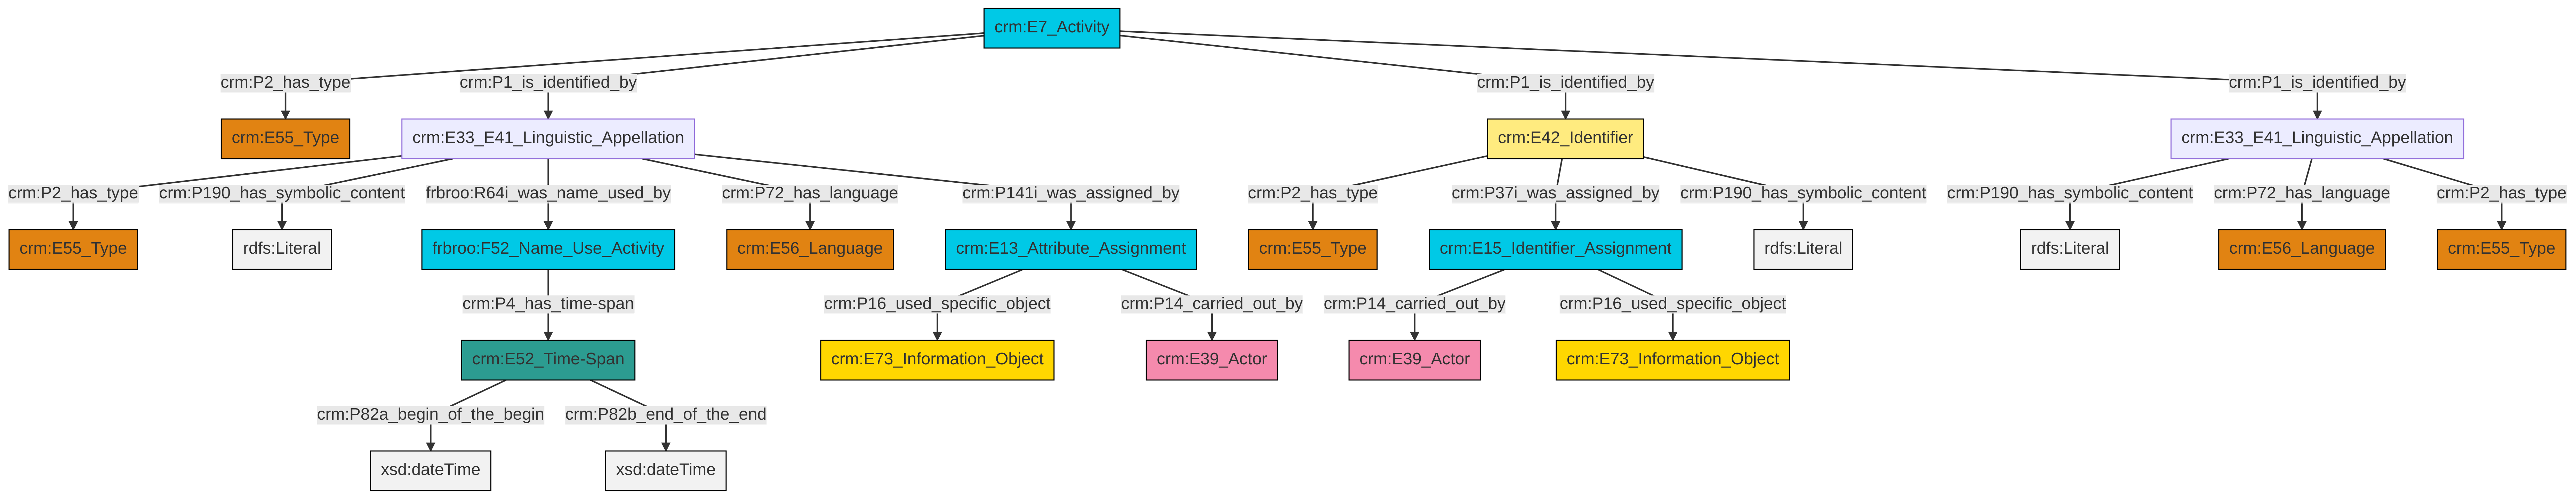 crm:E7_Activity
crm:P2_has_type
crm:P1_is_identified_by
crm:P1_is_identified_by
crm:P1_is_identified_by
crm:E55_Type
crm:E33_E41_Linguistic_Appellation
crm:E42_Identifier
crm:E33_E41_Linguistic_Appellation
crm:P2_has_type
crm:P190_has_symbolic_content
frbroo:R64i_was_name_used_by
crm:P72_has_language
crm:P141i_was_assigned_by
crm:P2_has_type
crm:P37i_was_assigned_by
crm:P190_has_symbolic_content
crm:P190_has_symbolic_content
crm:P72_has_language
crm:P2_has_type
crm:E55_Type
rdfs:Literal
frbroo:F52_Name_Use_Activity
crm:E56_Language
crm:E13_Attribute_Assignment
crm:E55_Type
crm:E15_Identifier_Assignment
rdfs:Literal
rdfs:Literal
crm:E56_Language
crm:E55_Type
crm:P4_has_time-span
crm:P16_used_specific_object
crm:P14_carried_out_by
crm:P14_carried_out_by
crm:P16_used_specific_object
crm:E52_Time-Span
crm:E73_Information_Object
crm:E39_Actor
crm:E39_Actor
crm:E73_Information_Object
crm:P82a_begin_of_the_begin
crm:P82b_end_of_the_end
xsd:dateTime
xsd:dateTime